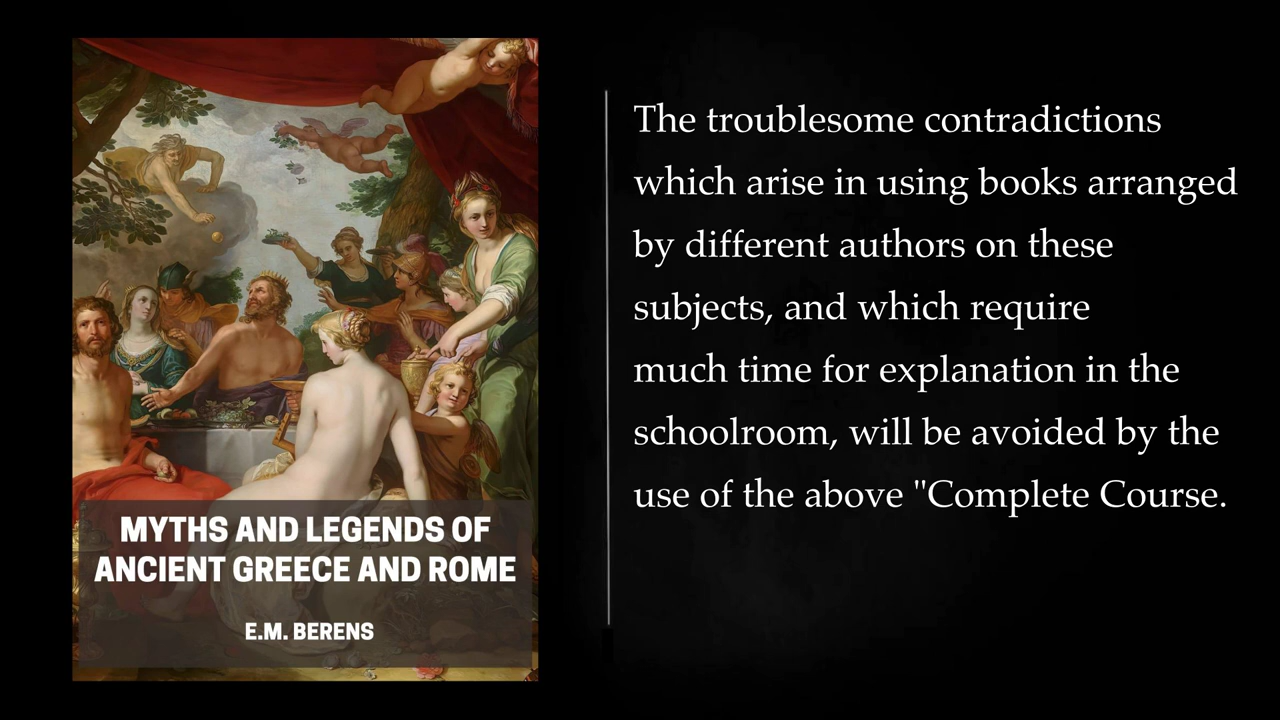 MYTHS AND LEGENDS OF
ANCIENT GREECE AND ROME
E.M. BERENS
The troublesome contradictions
which arise in using books arranged
by different authors on these
subjects, and which require
much time for explanation in the
schoolroom, will be avoided by the
use of the above "Complete Course.